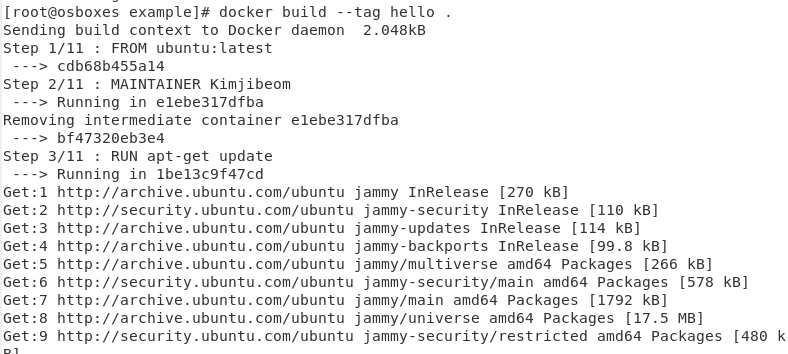 [root@osboxes example]# docker build --tag hello .
Sending build context to Docker daemon  2.048kB
Step 1/11 : FROM ubuntu:latest
 ---> cdb68b455a14
Step 2/11 : MAINTAINER Kimjibeom
 ---> Running in e1ebe317dfba
Removing intermediate container e1ebe317dfba
 ---> bf47320eb3e4
Step 3/11 : RUN apt-get update
 ---> Running in 1be13c9f47cd
Get:1 http://archive.ubuntu.com/ubuntu jammy InRelease [270 kB]
Get:2 http://security.ubuntu.com/ubuntu jammy-security InRelease [110 kB]
Get:3 http://archive.ubuntu.com/ubuntu jammy-updates InRelease [114 kB]
Get:4 http://archive.ubuntu.com/ubuntu jammy-backports InRelease [99.8 kB]
Get:5 http://archive.ubuntu.com/ubuntu jammy/multiverse amd64 Packages [266 kB]
Get:6 http://security.ubuntu.com/ubuntu jammy-security/main amd64 Packages [578 kB]
Get:7 http://archive.ubuntu.com/ubuntu jammy/main amd64 Packages [1792 kB]
Get:8 http://archive.ubuntu.com/ubuntu jammy/universe amd64 Packages [17.5 MB]
Get:9 http://security.ubuntu.com/ubuntu jammy-security/restricted amd64 Packages [480 k
B]